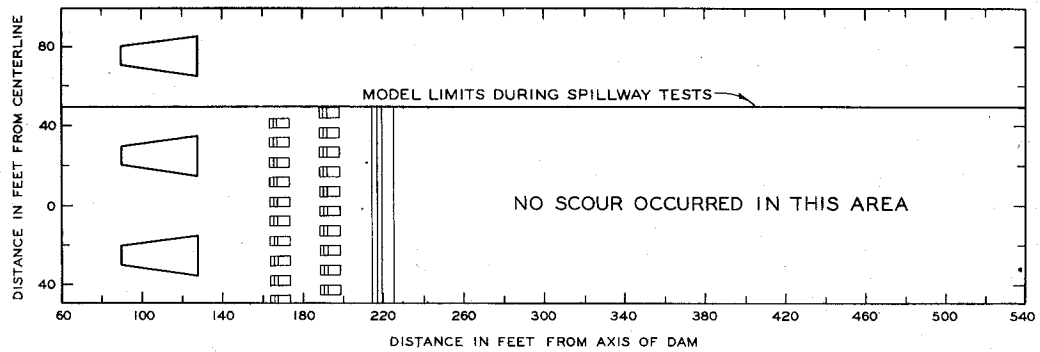 80
40
0
40
DISTANCE IN FEET FROM CENTERLINE
MODEL LIMITS DURING SPILLWAY TESTS
NO SCOUR OCCURRED IN THIS AREA
60 100 140 180 220 260 300 340 380 420 460 500 540
DISTANCE IN FEET FROM AXIS OF DAM